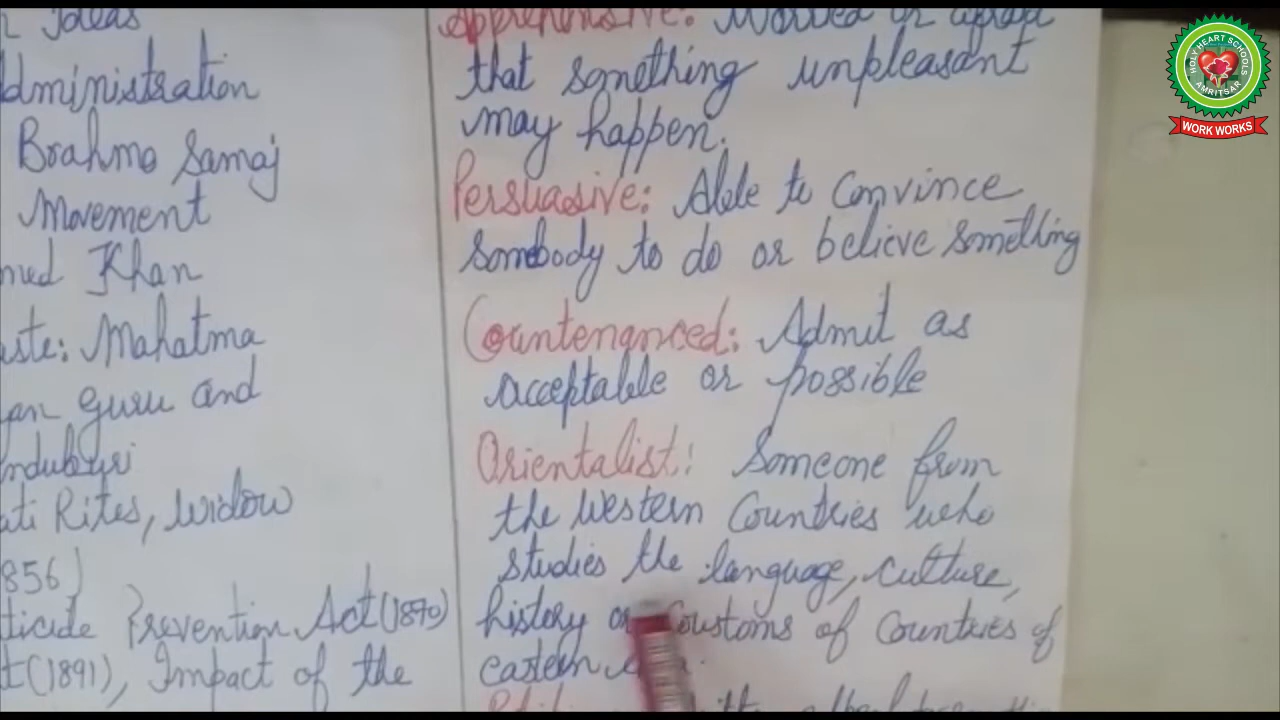 Ideas
Administration
Brahmo Samaj
Movement
Khan
Mahatma
Guru and
Rites, Widow
1856)
Prevention Act (1870)
(1891), Impact of the
Apprehensive: Worried or afraid
that something unpleasant
may happen.
Persuasive: Able to Convince
sombody to do or believe something
Countenanced: Admit as
acceptable or possible
Orientalist: Someone from
the Western Countries who
studies the language, culture,
history or Coustoms of Countries of
eastern
HOLY HEART SCHOOLS
AMRITSAR
WORK WORKS